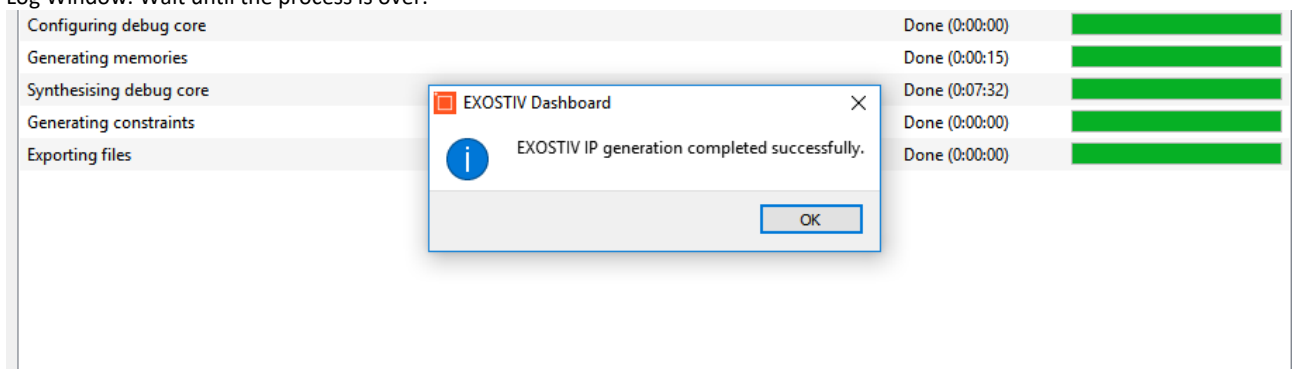 Log Window. Wait until the process is over.
Configuring debug core Done (0:00:00)
Generating memories Done (0:00:15)
Synthesising debug core Done (0:07:32)
EXOSTIV Dashboard
Generating constraints Done (0:00:00)
EXOSTIV IP generation completed successfully.
Exporting files Done (0:00:00)
OK